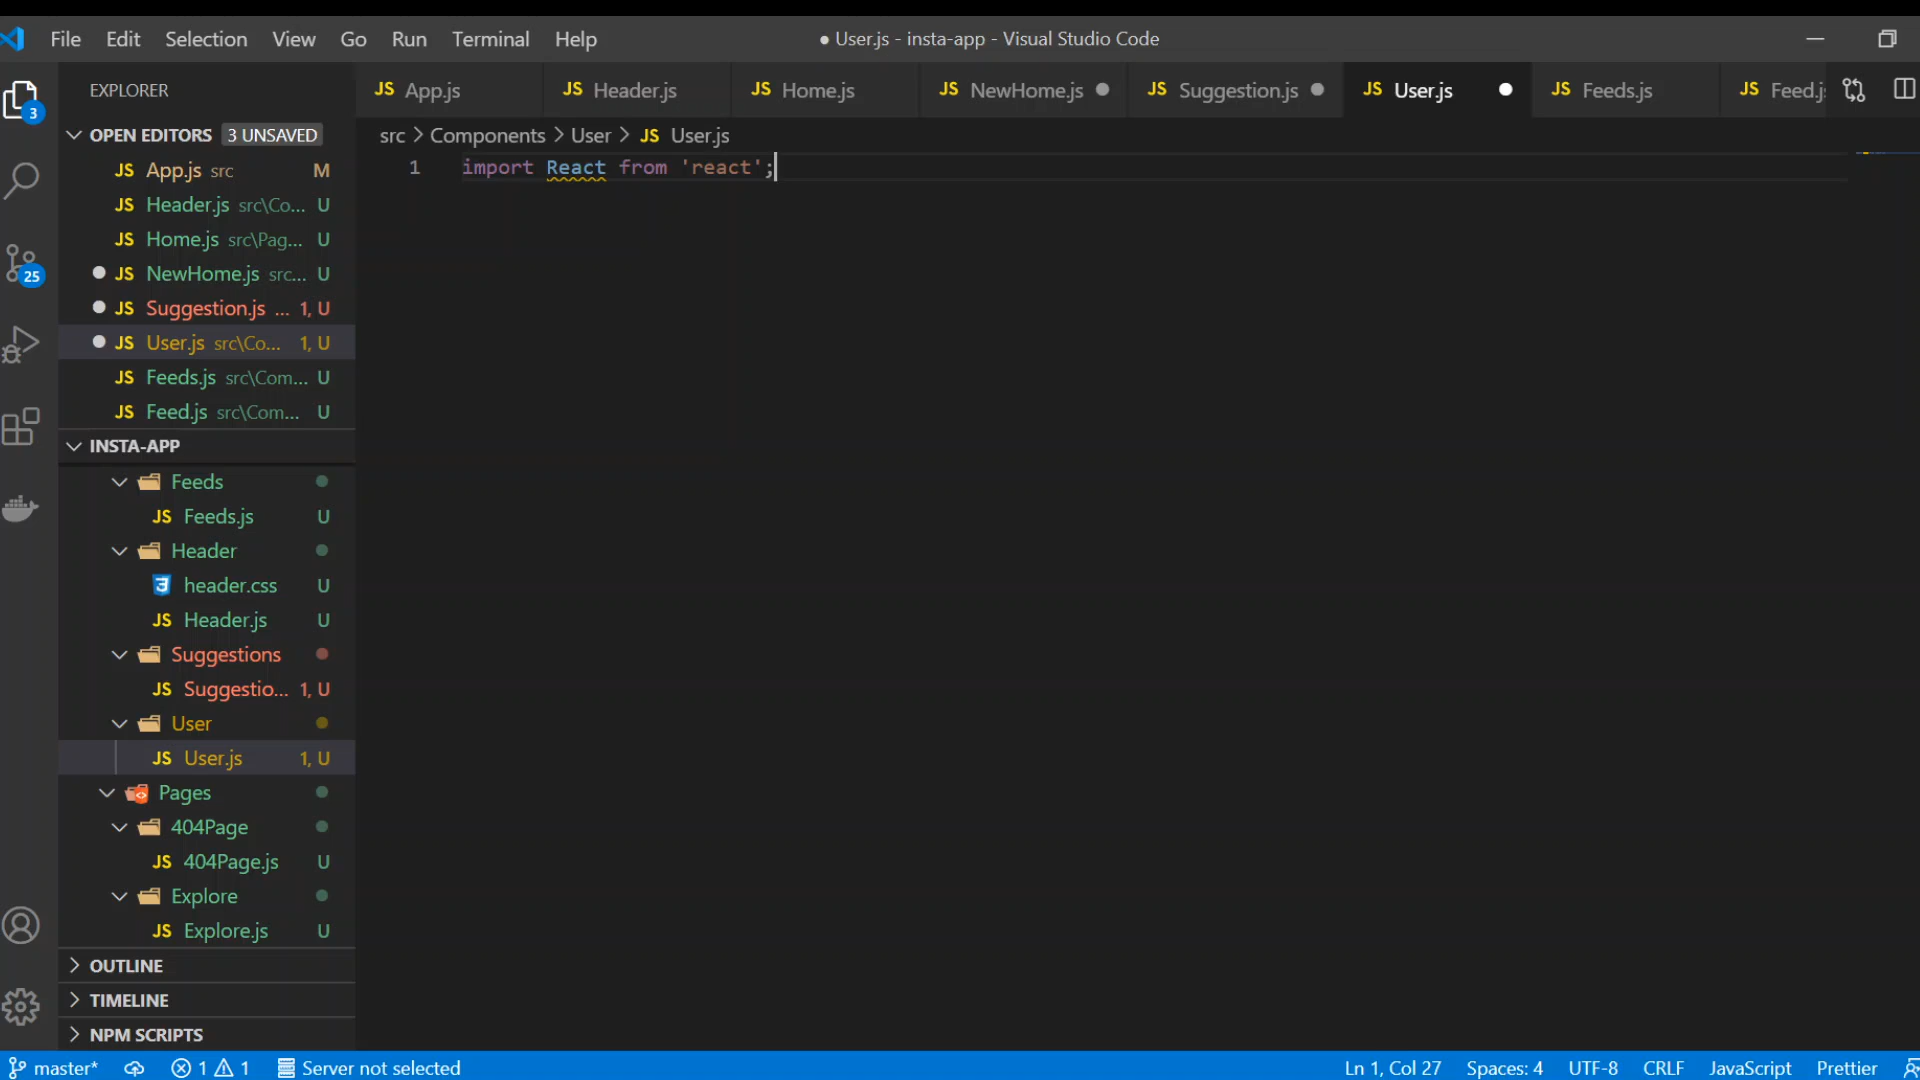 File Edit Selection View Go Run Terminal Help
● User.js - insta-app - Visual Studio Code
EXPLORER
JS App.js JS Header.js JS Home.js JS NewHome.js JS Suggestion.js JS User.js JS Feeds.js JS Feed.js
OPEN EDITORS 3 UNSAVED
src > Components > User > JS User.js
1 import React from 'react';
JS App.js src M
JS Header.js src\Co... U
JS Home.js src\Pag... U
JS NewHome.js src... U
JS Suggestion.js ... 1, U
JS User.js src\Co... 1, U
JS Feeds.js src\Com... U
JS Feed.js src\Com... U
3
25
INSTA-APP
Feeds
JS Feeds.js U
Header
header.css U
JS Header.js U
Suggestions
JS Suggestio... 1, U
User
JS User.js 1, U
Pages
404Page
JS 404Page.js U
Explore
JS Explore.js U
OUTLINE
TIMELINE
NPM SCRIPTS
master* 1 1 Server not selected Ln 1, Col 27 Spaces: 4 UTF-8 CRLF JavaScript Prettier